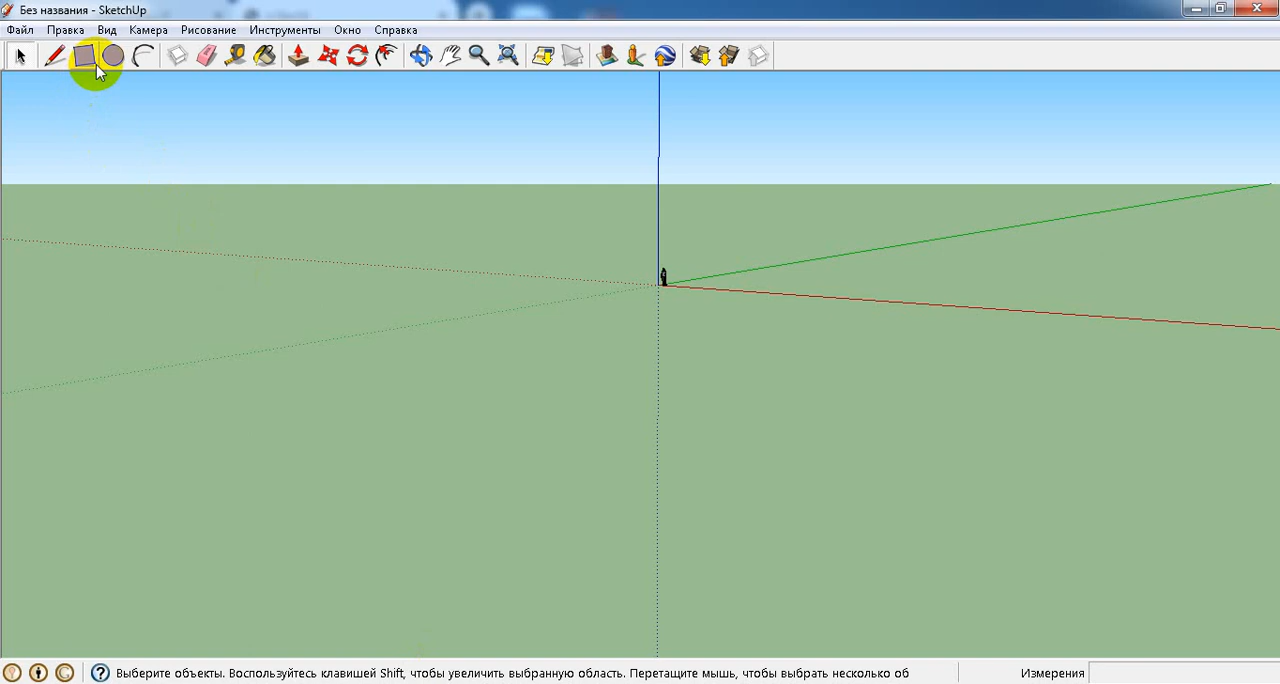 Без названия - SketchUp
Файл Правка Вид Камера Рисование Инструменты Окно Справка
Выберите объекты. Воспользуйтесь клавишей Shift, чтобы увеличить выбранную область. Перетащите мышь, чтобы выбрать несколько об
Измерения